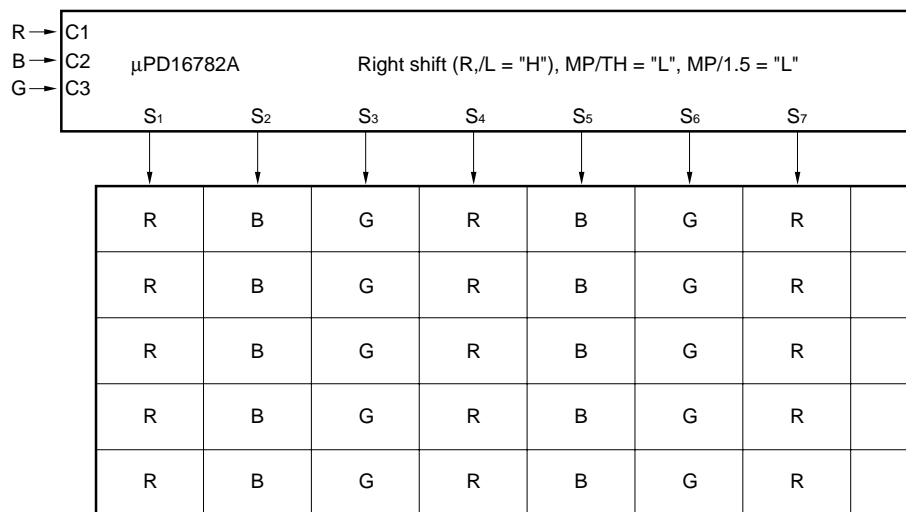 R C1
B C2
µPD16782A Right shift (R,/L = "H"), MP/TH = "L", MP/1.5 = "L"
G C3
S1 S2 S3 S4 S5 S6 S7
R B G R B G R
R B G R B G R
R B G R B G R
R B G R B G R
R B G R B G R